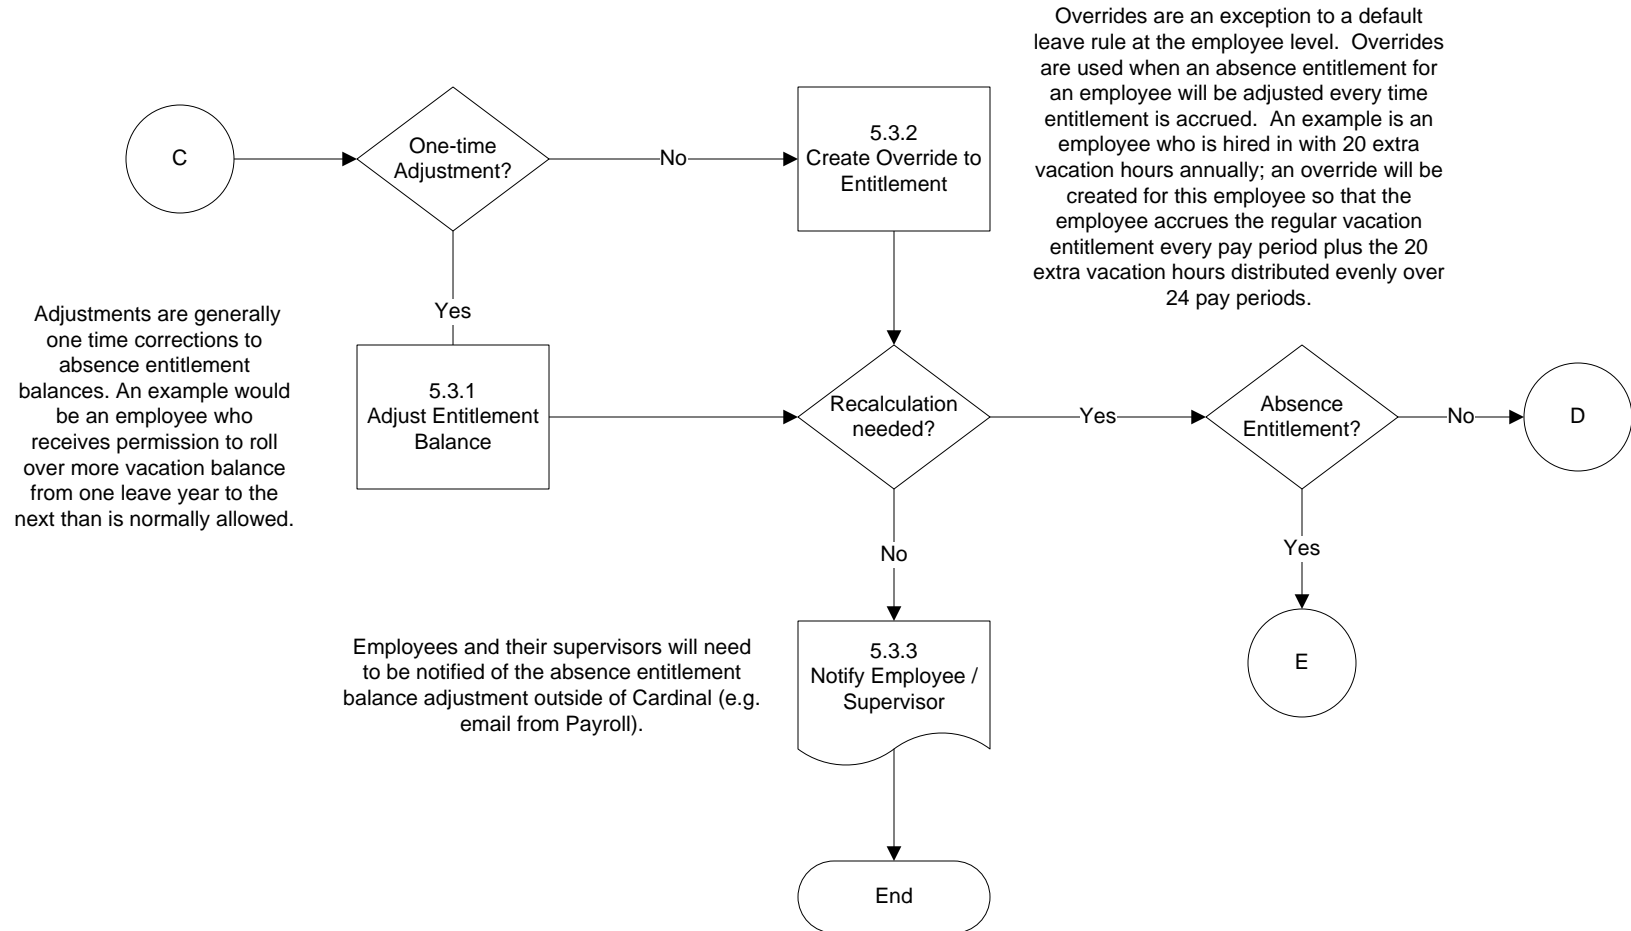 Overrides are an exception to a default
leave rule at the employee level.  Overrides
are used when an absence entitlement for
an employee will be adjusted every time
entitlement is accrued.  An example is an
employee who is hired in with 20 extra
vacation hours annually; an override will be
created for this employee so that the
employee accrues the regular vacation
entitlement every pay period plus the 20
extra vacation hours distributed evenly over
24 pay periods.
C
One-time
Adjustment?
No
5.3.2
Create Override to
Entitlement
Yes
Adjustments are generally
one time corrections to
absence entitlement
balances. An example would
be an employee who
receives permission to roll
over more vacation balance
from one leave year to the
next than is normally allowed.
5.3.1
Adjust Entitlement
Balance
Recalculation
needed?
Yes
Absence
Entitlement?
No
D
No
Yes
E
Employees and their supervisors will need
to be notified of the absence entitlement
balance adjustment outside of Cardinal (e.g.
email from Payroll).
5.3.3
Notify Employee /
Supervisor
End